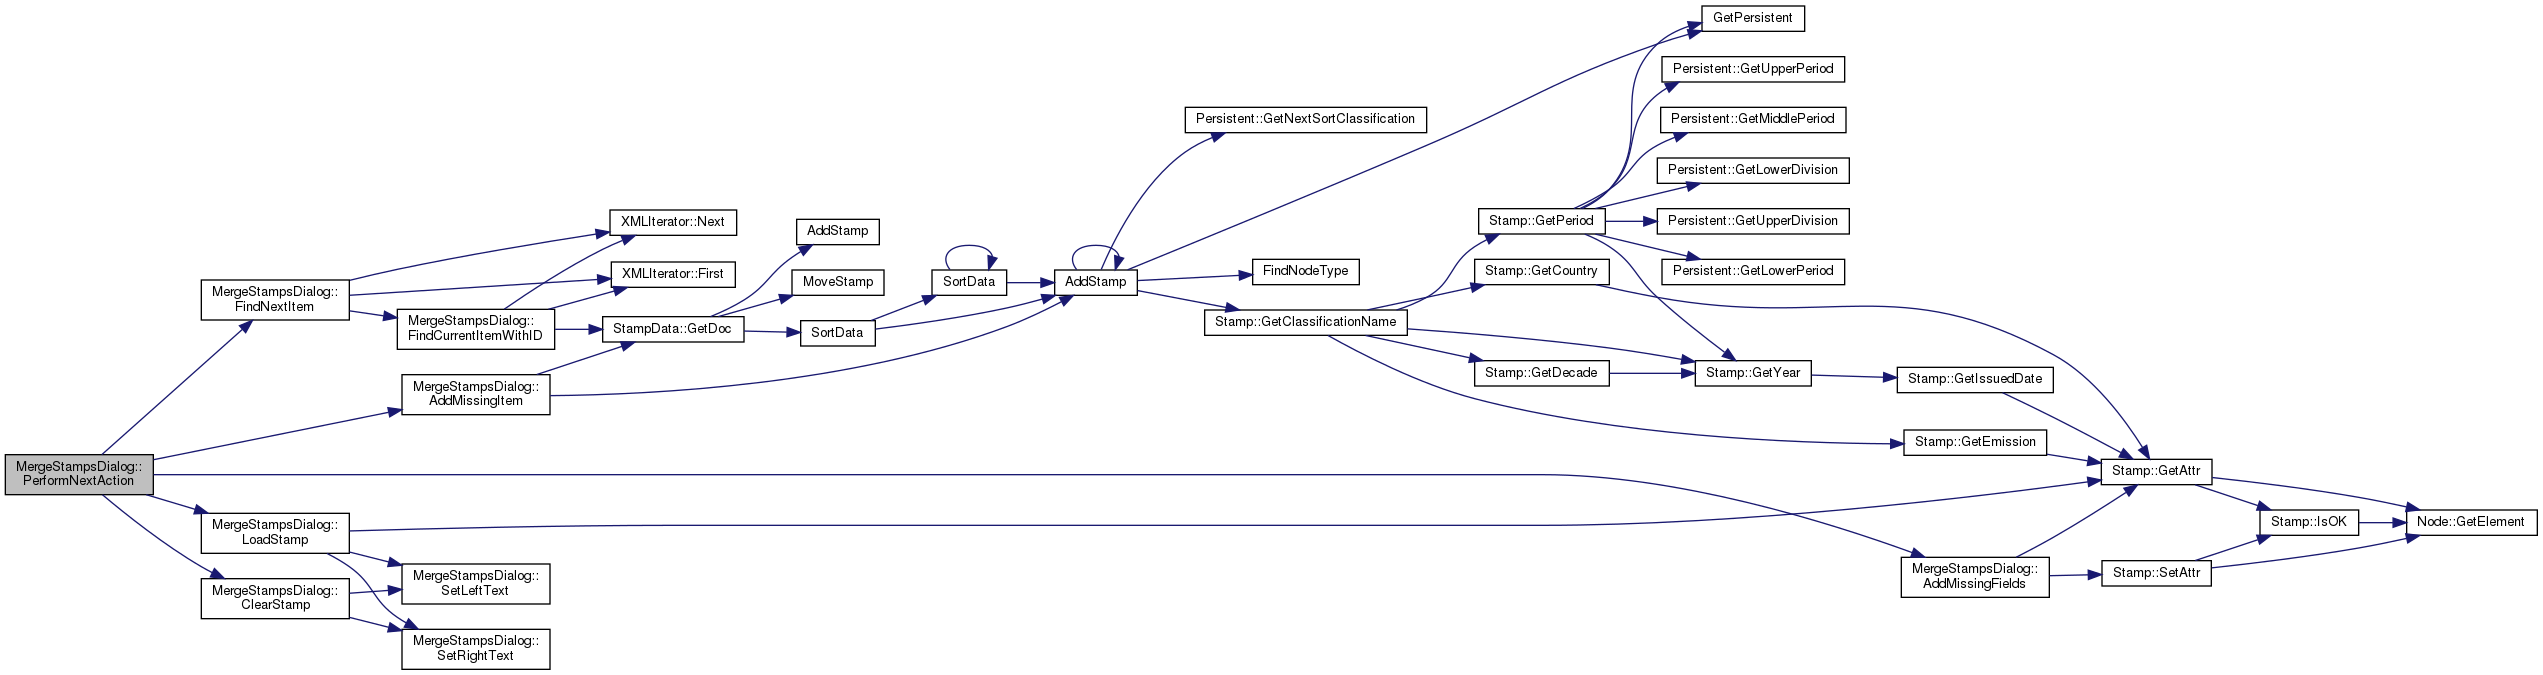 MergeStampsDialog::
PerformNextAction
MergeStampsDialog::
FindNextItem
MergeStampsDialog::
AddMissingItem
MergeStampsDialog::
LoadStamp
MergeStampsDialog::
ClearStamp
XMLIterator::Next
XMLIterator::First
MergeStampsDialog::
FindCurrentItemWithID
MergeStampsDialog::
SetLeftText
MergeStampsDialog::
SetRightText
StampData::GetDoc
AddStamp
MoveStamp
SortData
SortData
AddStamp
Persistent::GetNextSortClassification
FindNodeType
Stamp::GetClassificationName
Stamp::GetPeriod
Stamp::GetCountry
Stamp::GetDecade
GetPersistent
Persistent::GetUpperPeriod
Persistent::GetMiddlePeriod
Persistent::GetLowerDivision
Persistent::GetUpperDivision
Persistent::GetLowerPeriod
Stamp::GetYear
Stamp::GetIssuedDate
Stamp::GetEmission
MergeStampsDialog::
AddMissingFields
Stamp::GetAttr
Stamp::SetAttr
Stamp::IsOK
Node::GetElement